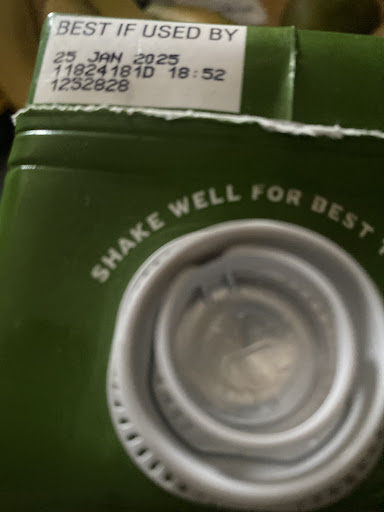 BEST IF USED BY
25 JAN 2025
11824181D 18:52
1252828
SHAKE WELL FOR BEST